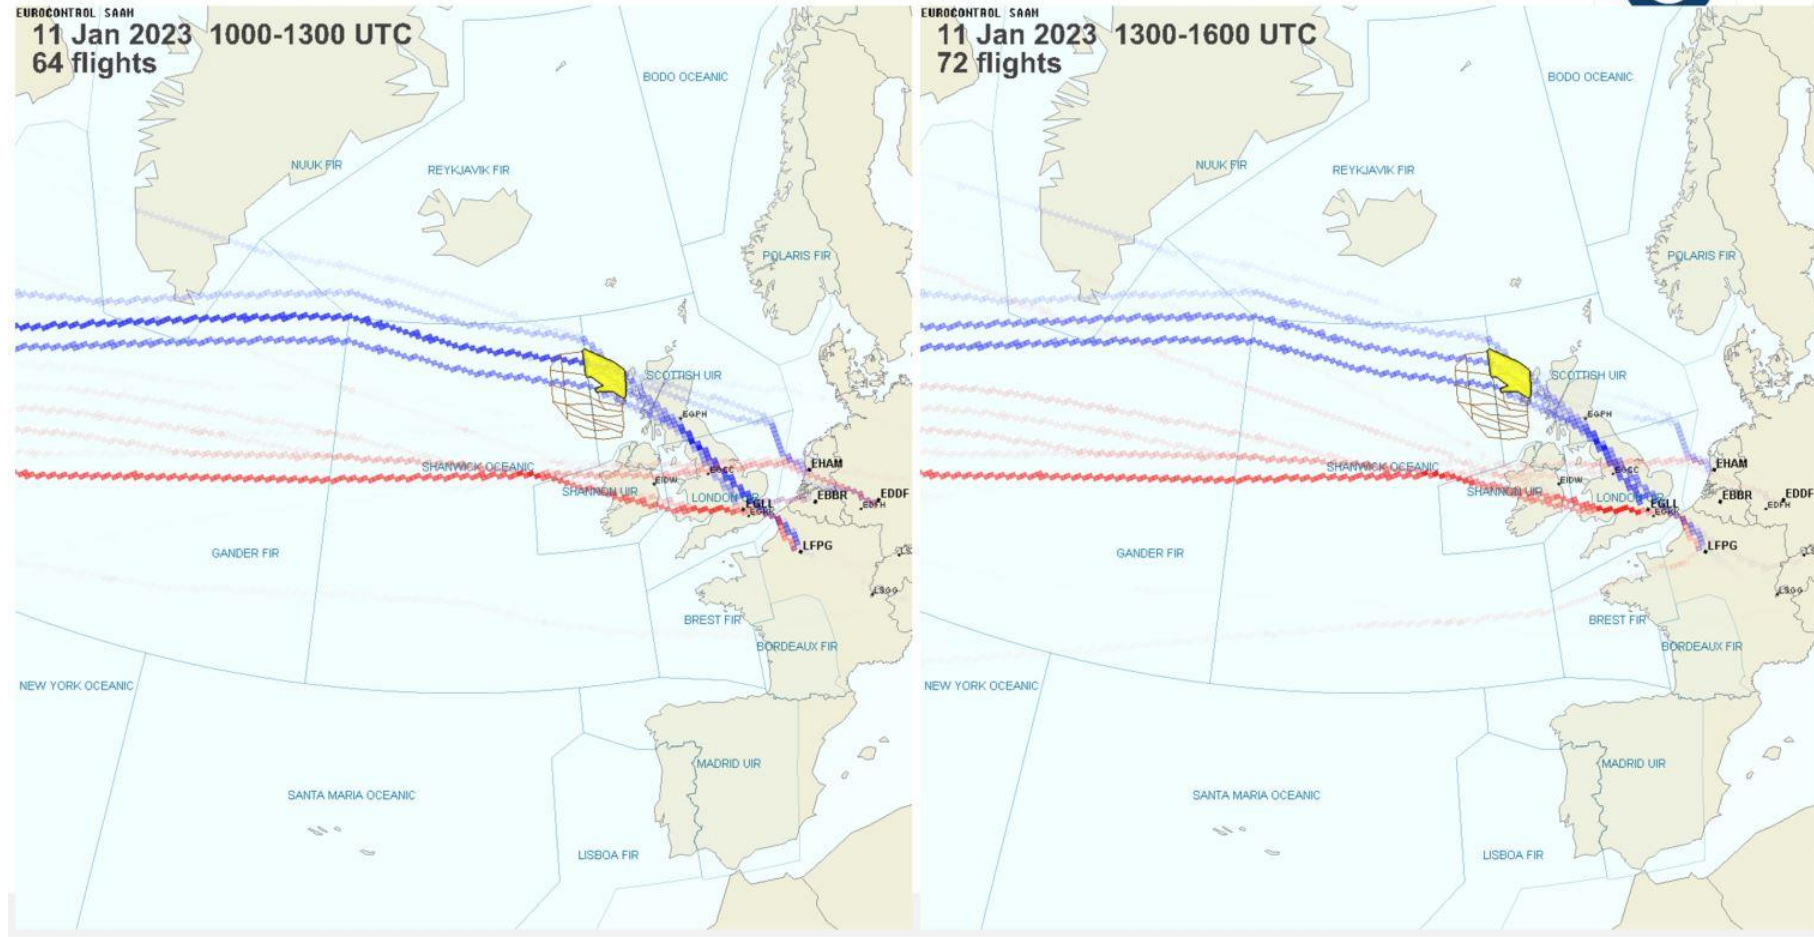 EUROCONTROL SAAM
11 Jan 2023 1000-1300 UTC
64 flights
BODO OCEANIC
NUUK FIR
REYKJAVIK FIR
POLARIS FIR
SCOTTISH UIR
EGPH
SHANWICK OCEANIC
EGCC
EHAM
EIDW
SHANNON UIR
LONDON
EBBR
EDDF
EGLL
EDFH
LFPG
GANDER FIR
LSGG
BREST FIR
BORDEAUX FIR
NEW YORK OCEANIC
MADRID UIR
SANTA MARIA OCEANIC
LISBOA FIR
EUROCONTROL SAAM
11 Jan 2023 1300-1600 UTC
72 flights
BODO OCEANIC
NUUK FIR
REYKJAVIK FIR
POLARIS FIR
SCOTTISH UIR
EGPH
SHANWICK OCEANIC
EGCC
EHAM
EIDW
SHANNON UIR
LONDON
EBBR
EDDF
EGLL
EDFH
LFPG
GANDER FIR
LSGG
BREST FIR
BORDEAUX FIR
NEW YORK OCEANIC
MADRID UIR
SANTA MARIA OCEANIC
LISBOA FIR